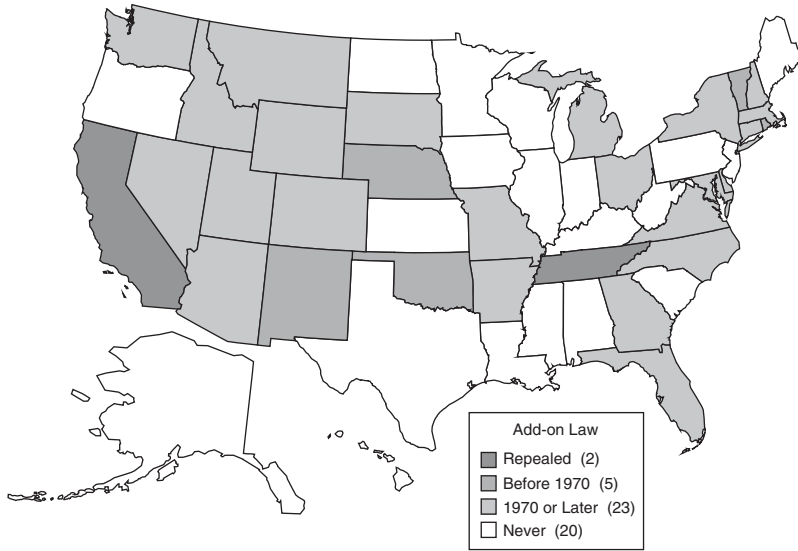 Add-on Law
Repealed (2)
Before 1970 (5)
1970 or Later (23)
Never (20)